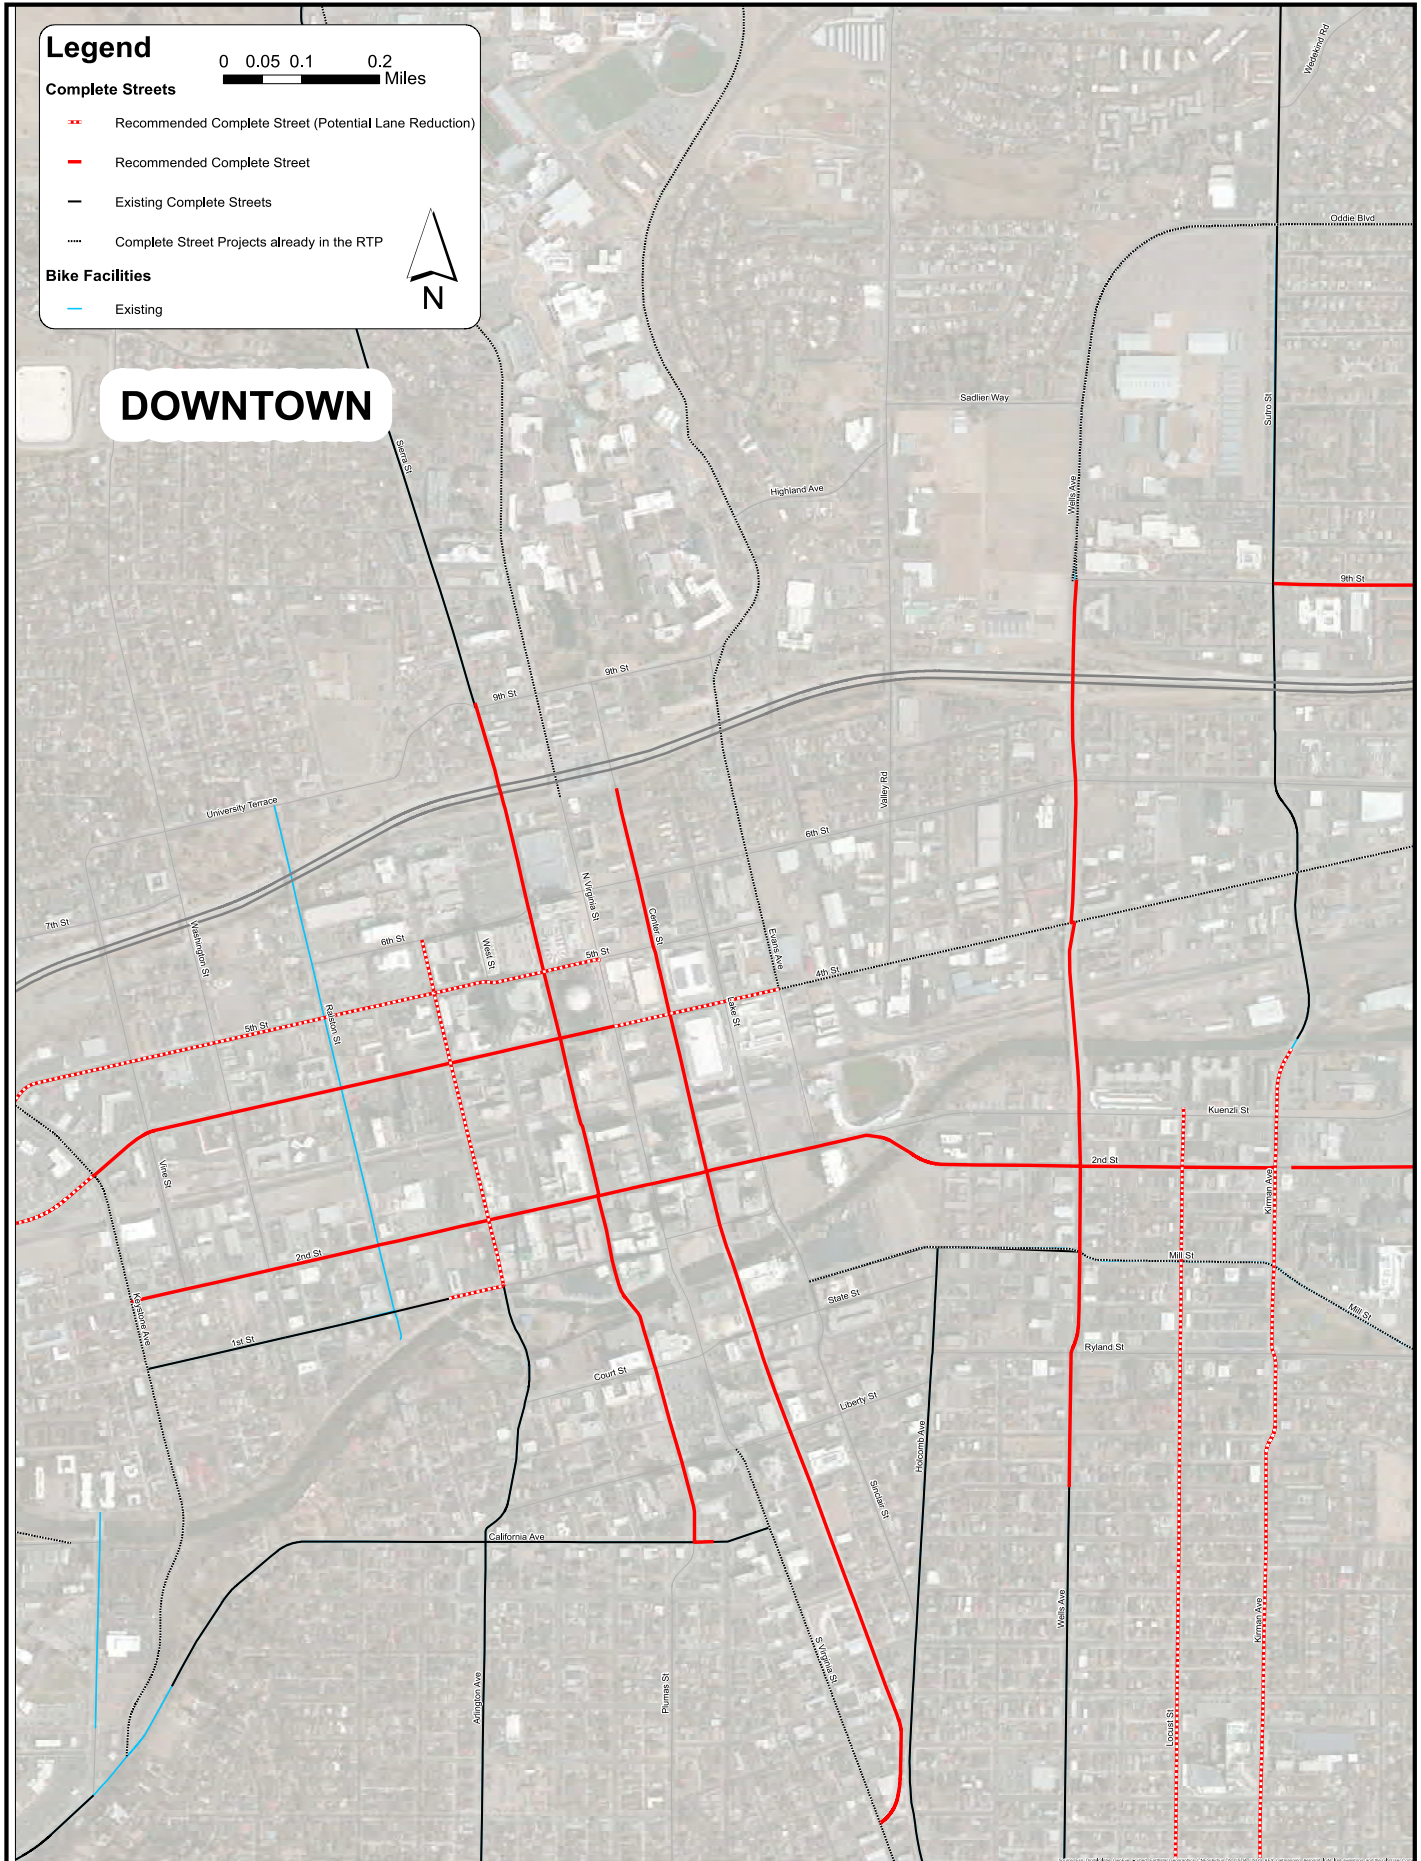 Legend
0 0.05 0.1 0.2
Miles
Complete Streets
Recommended Complete Street (Potential Lane Reduction)
Recommended Complete Street
Existing Complete Streets
Complete Street Projects already in the RTP
Bike Facilities
Existing
N
DOWNTOWN
Wedekind Rd
Oddie Blvd
Sadlier Way
Sutro St
Sierra St
Highland Ave
Wells Ave
9th St
9th St
9th St
University Terrace
Valley Rd
6th St
N Virginia St
Center St
7th St
Washington St
6th St
West St
5th St
Evans Ave
4th St
Lake St
5th St
Ralston St
Kuenzli St
Vine St
2nd St
Kirman Ave
2nd St
Mill St
Keystone Ave
State St
Mill St
1st St
Ryland St
Court St
Liberty St
Holcomb Ave
Sinclair St
California Ave
Wells Ave
Kirman Ave
S Virginia St
Arlington Ave
Plumas St
Locust St